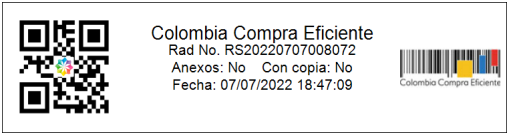 Colombia Compra Eficiente
Rad No. RS20220707008072
Anexos: No Con copia: No
Fecha: 07/07/2022 18:47:09
Colombia Compra Eficiente